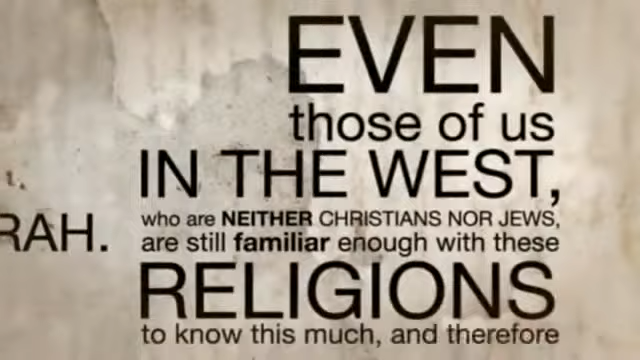 EVEN
those of us
IN THE WEST,
who are NEITHER CHRISTIANS NOR JEWS,
RAH.
are still familiar enough with these
RELIGIONS
to know this much, and therefore